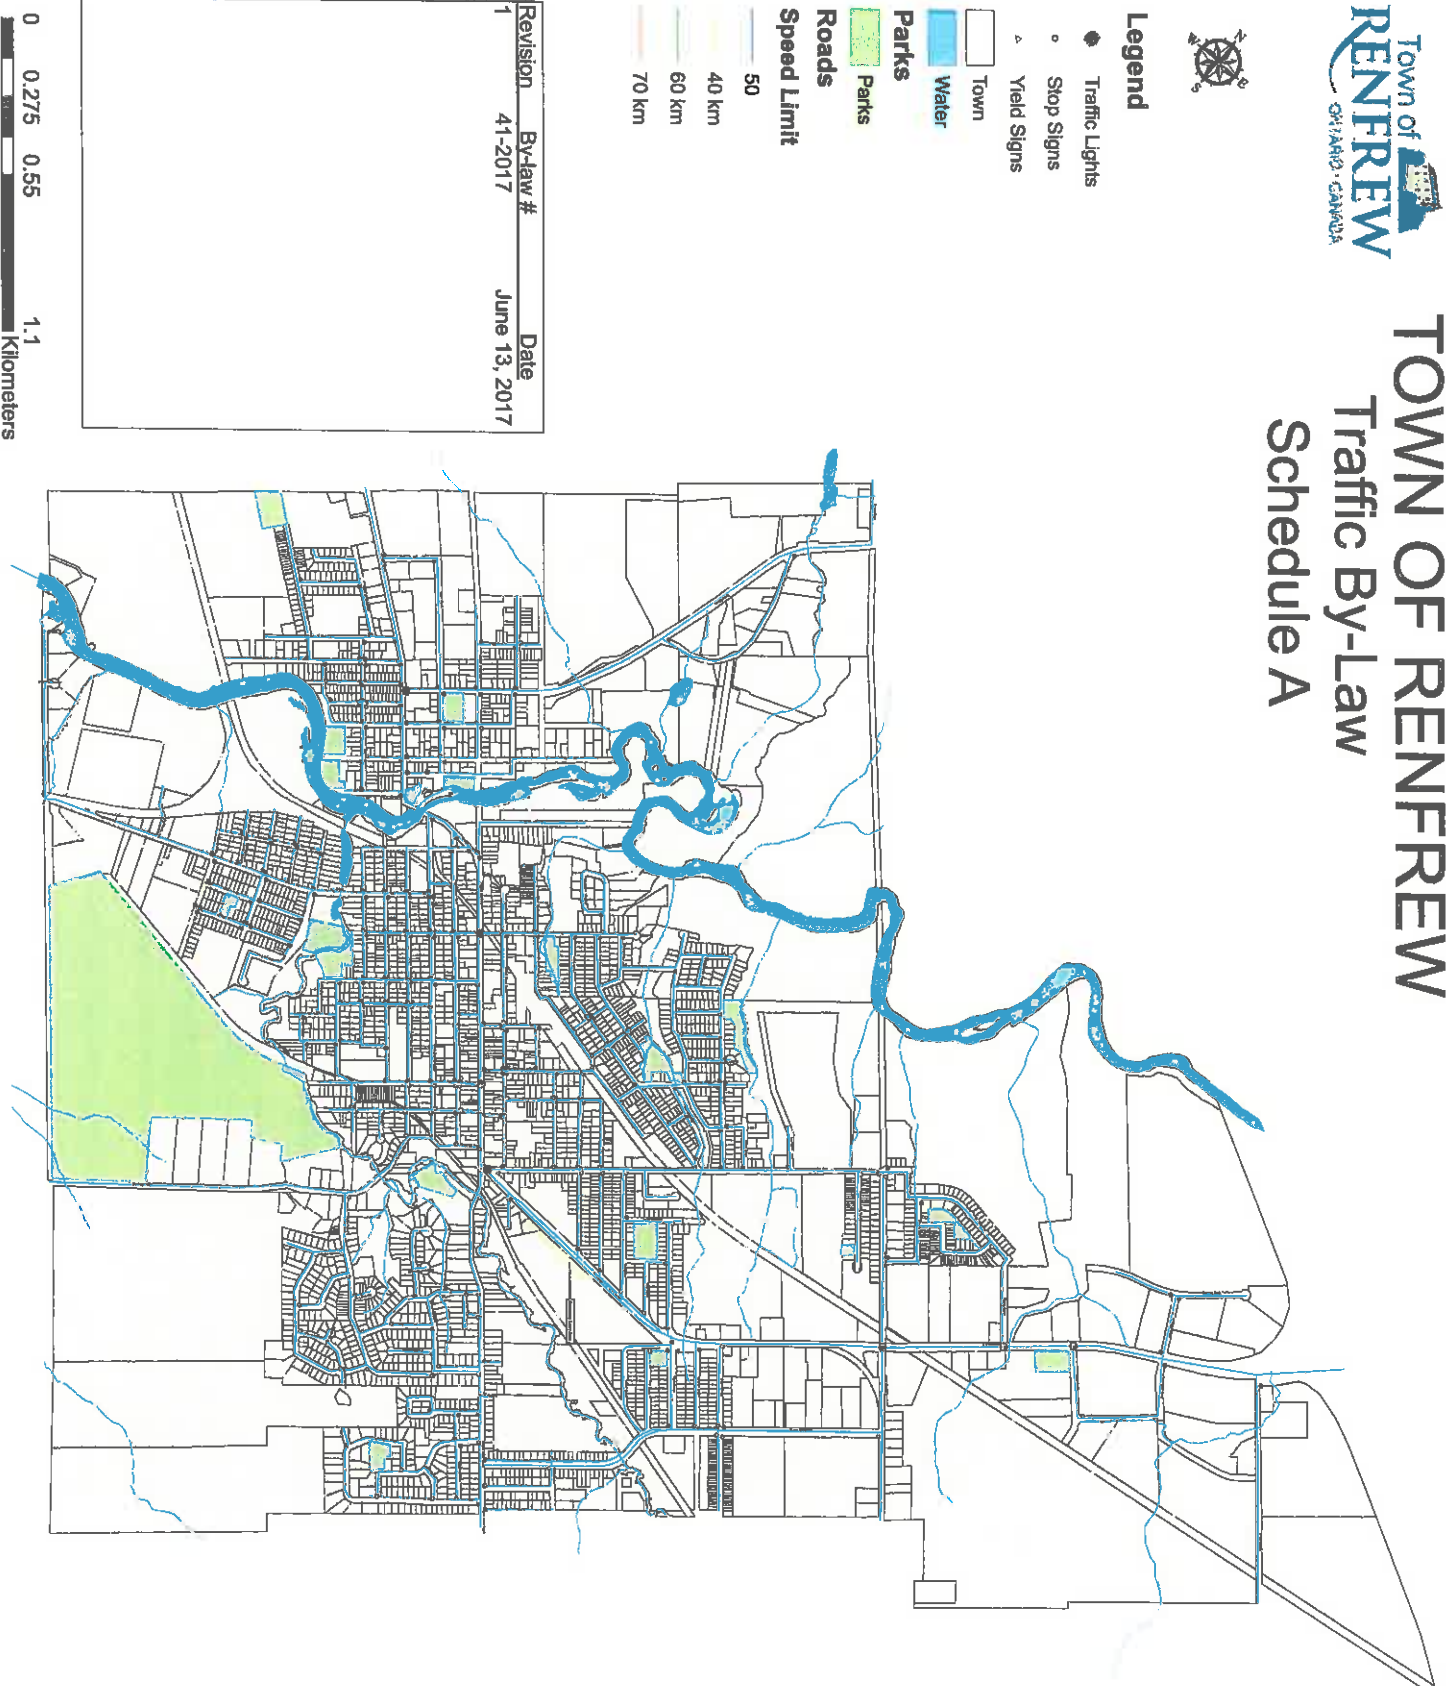 Town of
RENFREW
ONTARIO · CANADA
TOWN OF RENFREW
Traffic By-Law
Schedule A
N
S
Legend
Traffic Lights
Stop Signs
Yield Signs
Town
Water
Parks
Parks
Roads
Speed Limit
50
40 km
60 km
70 km
Revision By-law # Date
1 41-2017 June 13, 2017
0 0.275 0.55 1.1
Kilometers